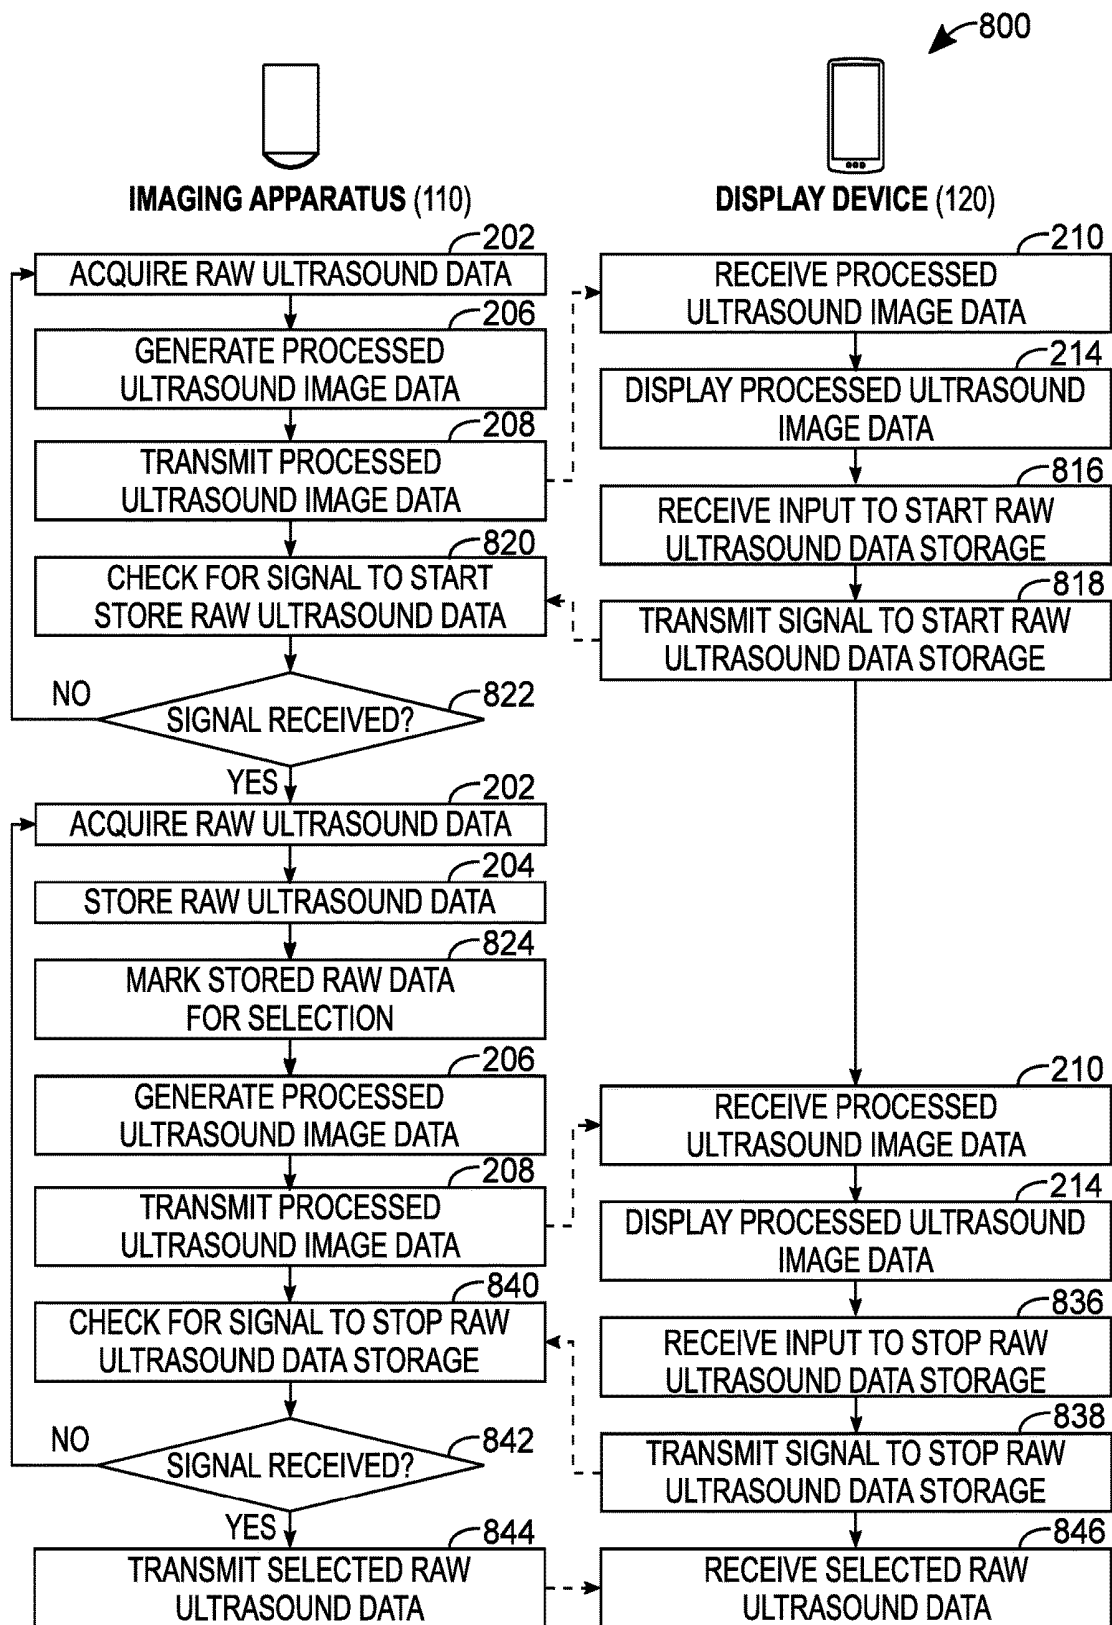 800
IMAGING APPARATUS (110)
202
ACQUIRE RAW ULTRASOUND DATA
206
GENERATE PROCESSED
ULTRASOUND IMAGE DATA
208
TRANSMIT PROCESSED
ULTRASOUND IMAGE DATA
820
CHECK FOR SIGNAL TO START
STORE RAW ULTRASOUND DATA
NO
822
SIGNAL RECEIVED?
YES
202
ACQUIRE RAW ULTRASOUND DATA
204
STORE RAW ULTRASOUND DATA
824
MARK STORED RAW DATA
FOR SELECTION
206
GENERATE PROCESSED
ULTRASOUND IMAGE DATA
208
TRANSMIT PROCESSED
ULTRASOUND IMAGE DATA
840
CHECK FOR SIGNAL TO STOP RAW
ULTRASOUND DATA STORAGE
NO
842
SIGNAL RECEIVED?
YES
844
TRANSMIT SELECTED RAW
ULTRASOUND DATA
DISPLAY DEVICE (120)
210
RECEIVE PROCESSED
ULTRASOUND IMAGE DATA
214
DISPLAY PROCESSED ULTRASOUND
IMAGE DATA
816
RECEIVE INPUT TO START RAW
ULTRASOUND DATA STORAGE
818
TRANSMIT SIGNAL TO START RAW
ULTRASOUND DATA STORAGE
210
RECEIVE PROCESSED
ULTRASOUND IMAGE DATA
214
DISPLAY PROCESSED ULTRASOUND
IMAGE DATA
836
RECEIVE INPUT TO STOP RAW
ULTRASOUND DATA STORAGE
838
TRANSMIT SIGNAL TO STOP RAW
ULTRASOUND DATA STORAGE
846
RECEIVE SELECTED RAW
ULTRASOUND DATA